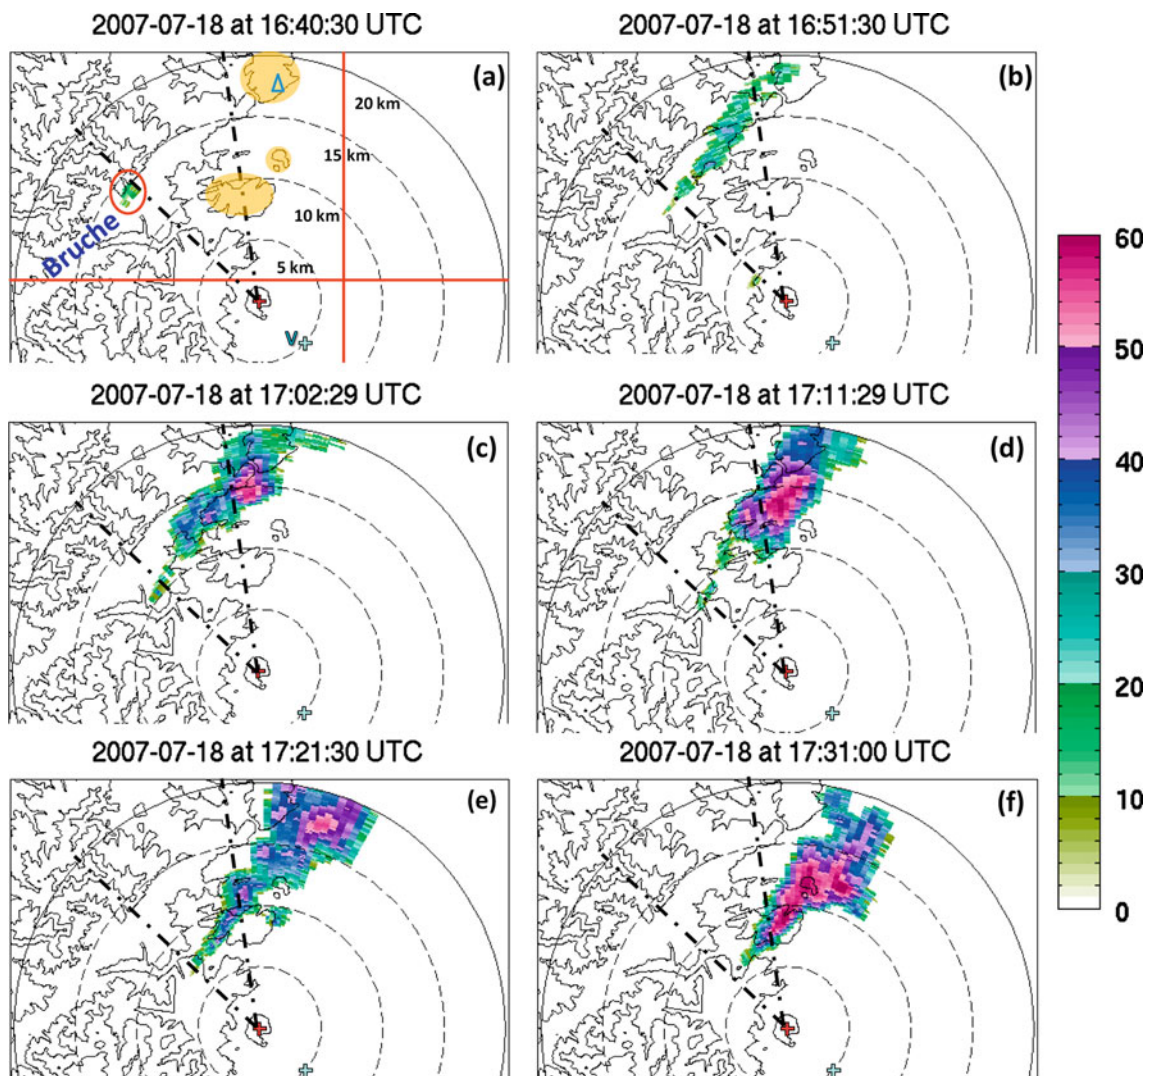 2007-07-18 at 16:40:30 UTC
2007-07-18 at 16:51:30 UTC
(a)
(b)
Δ
20 km
15 km
10 km
Bruche
5 km
V
60
50
40
30
20
10
0
2007-07-18 at 17:02:29 UTC
2007-07-18 at 17:11:29 UTC
(c)
(d)
2007-07-18 at 17:21:30 UTC
2007-07-18 at 17:31:00 UTC
(e)
(f)